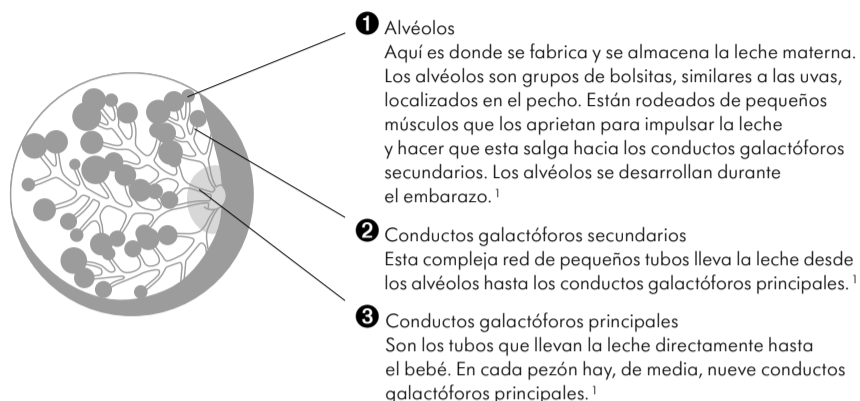 ❶ Alvéolos
Aquí es donde se fabrica y se almacena la leche materna.
Los alvéolos son grupos de bolsitas, similares a las uvas,
localizados en el pecho. Están rodeados de pequeños
músculos que los aprietan para impulsar la leche
y hacer que esta salga hacia los conductos galactóforos
secundarios. Los alvéolos se desarrollan durante
el embarazo.¹
❷ Conductos galactóforos secundarios
Esta compleja red de pequeños tubos lleva la leche desde
los alvéolos hasta los conductos galactóforos principales.¹
❸ Conductos galactóforos principales
Son los tubos que llevan la leche directamente hasta
el bebé. En cada pezón hay, de media, nueve conductos
galactóforos principales.¹